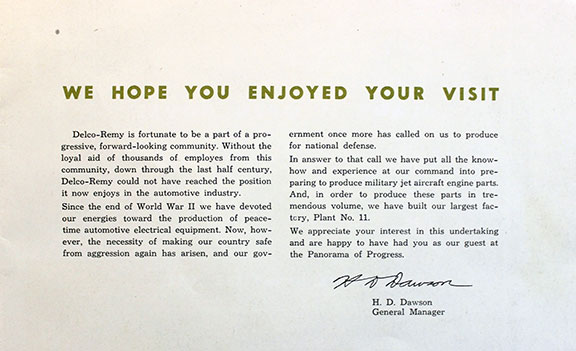 WE HOPE YOU ENJOYED YOUR VISIT
Delco-Remy is fortunate to be a part of a pro-
gressive, forward-looking community. Without the
loyal aid of thousands of employes from this
community, down through the last half century,
Delco-Remy could not have reached the position
it now enjoys in the automotive industry.
Since the end of World War II we have devoted
our energies toward the production of peace-
time automotive electrical equipment. Now, how-
ever, the necessity of making our country safe
from aggression again has arisen, and our gov-
ernment once more has called on us to produce
for national defense.
In answer to that call we have put all the know-
how and experience at our command into pre-
paring to produce military jet aircraft engine parts.
And, in order to produce these parts in tre-
mendous volume, we have built our largest fac-
tory, Plant No. 11.
We appreciate your interest in this undertaking
and are happy to have had you as our guest at
the Panorama of Progress.
H D Dawson
H. D. Dawson
General Manager